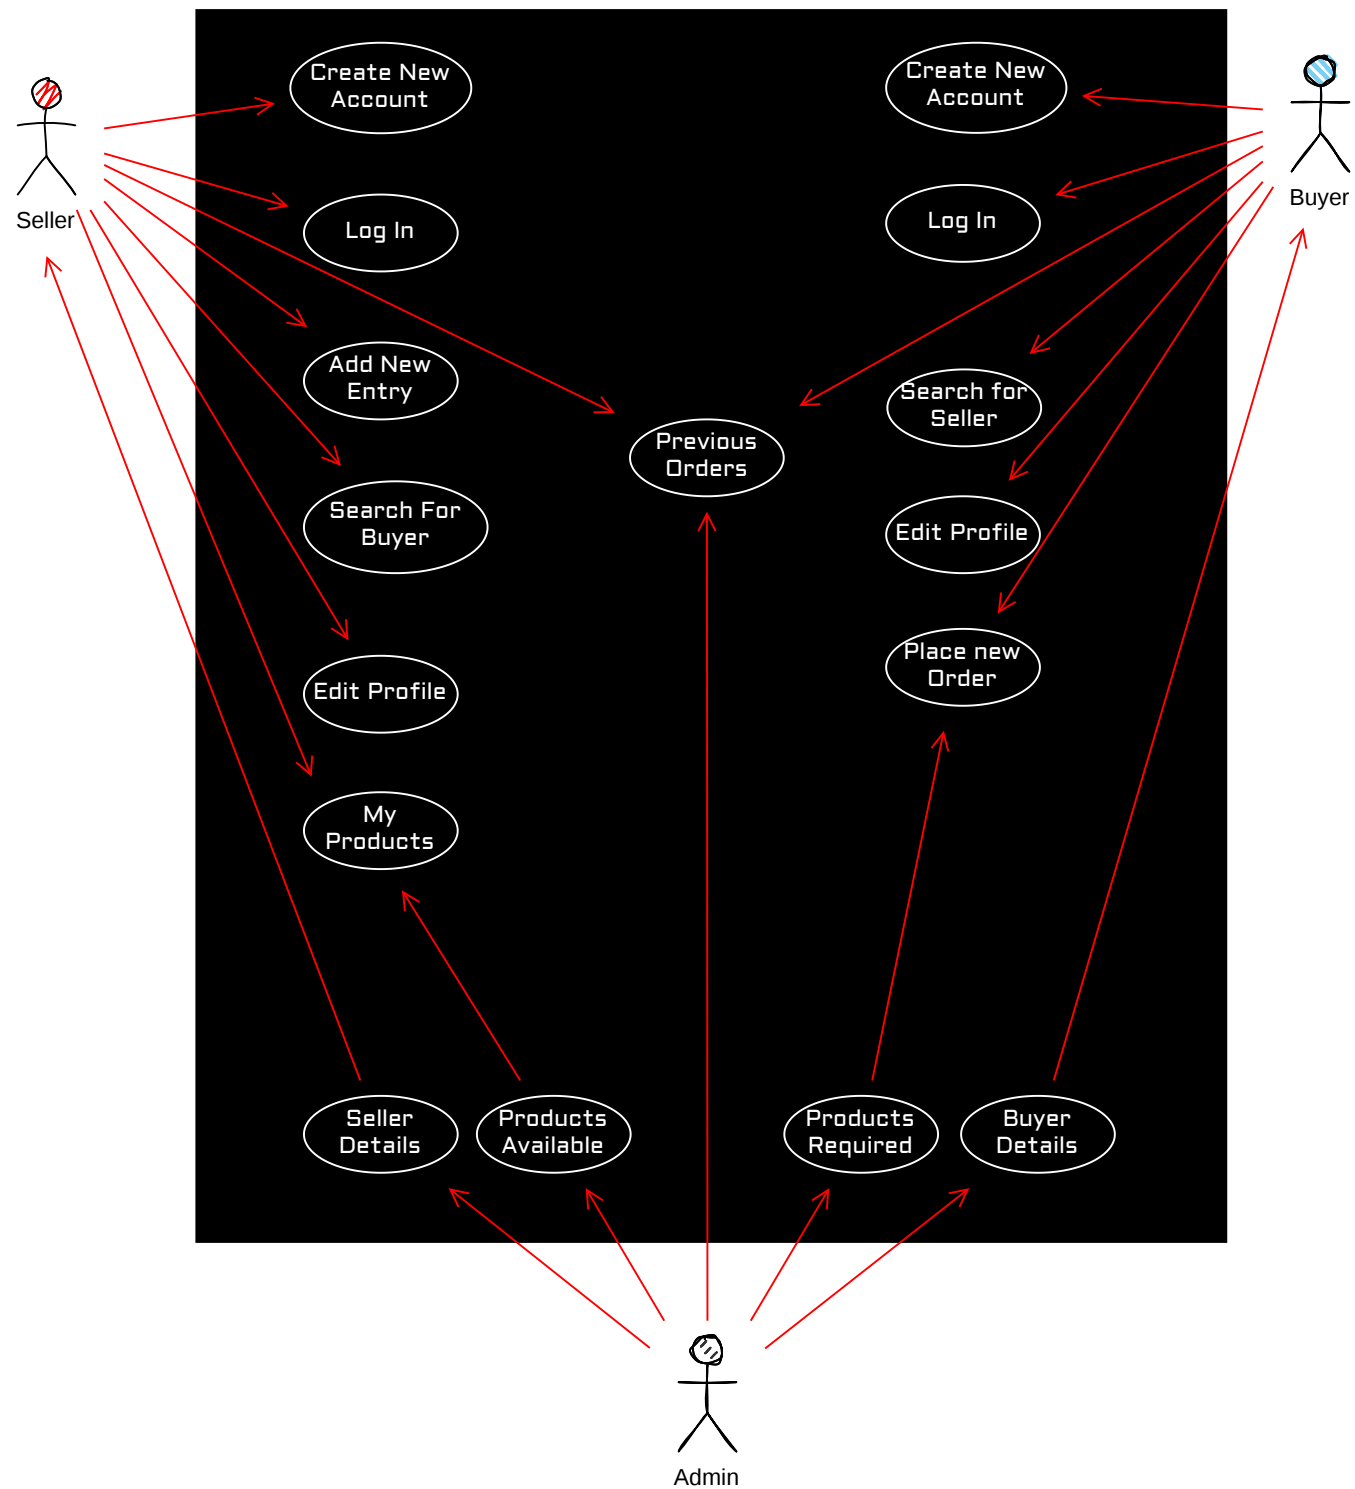 Create New
Account
Create New
Account
Seller
Buyer
Log In
Log In
Add New
Entry
Search for
Seller
Previous
Orders
Search For
Buyer
Edit Profile
Place new
Order
Edit Profile
My
Products
Seller
Details
Products
Available
Products
Required
Buyer
Details
Admin